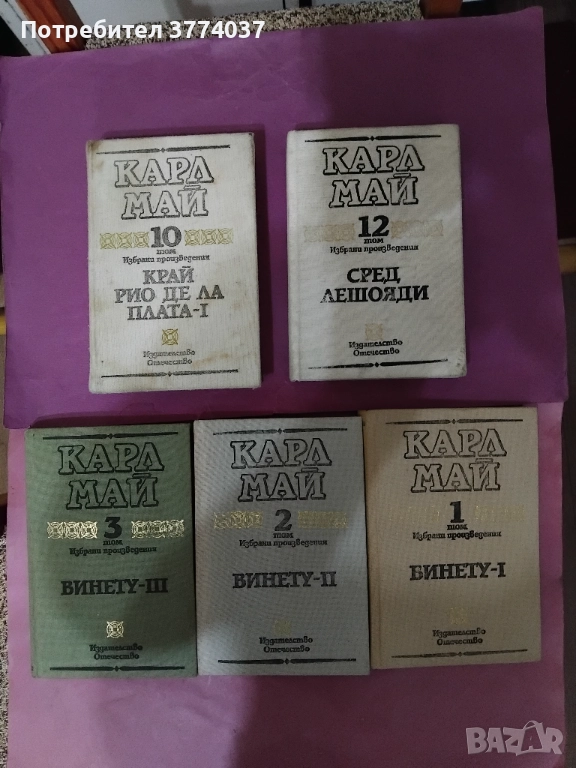 Потребител 3774037
КАРЛ
МАЙ
10
том
Избрани произведения
КРАЙ
РИО ДЕ ЛА
ПЛАТА-I
Издателство
Отечество
КАРЛ
МАЙ
12
том
Избрани произведения
СРЕД
ЛЕШОЯДИ
Издателство
Отечество
КАРЛ
МАЙ
3
том
Избрани произведения
ВИНЕТУ-III
Издателство
Отечество
КАРЛ
МАЙ
2
том
Избрани произведения
ВИНЕТУ-II
Издателство
Отечество
КАРЛ
МАЙ
1
том
Избрани произведения
ВИНЕТУ-I
Издателство
Отечество
BAZAR
bg